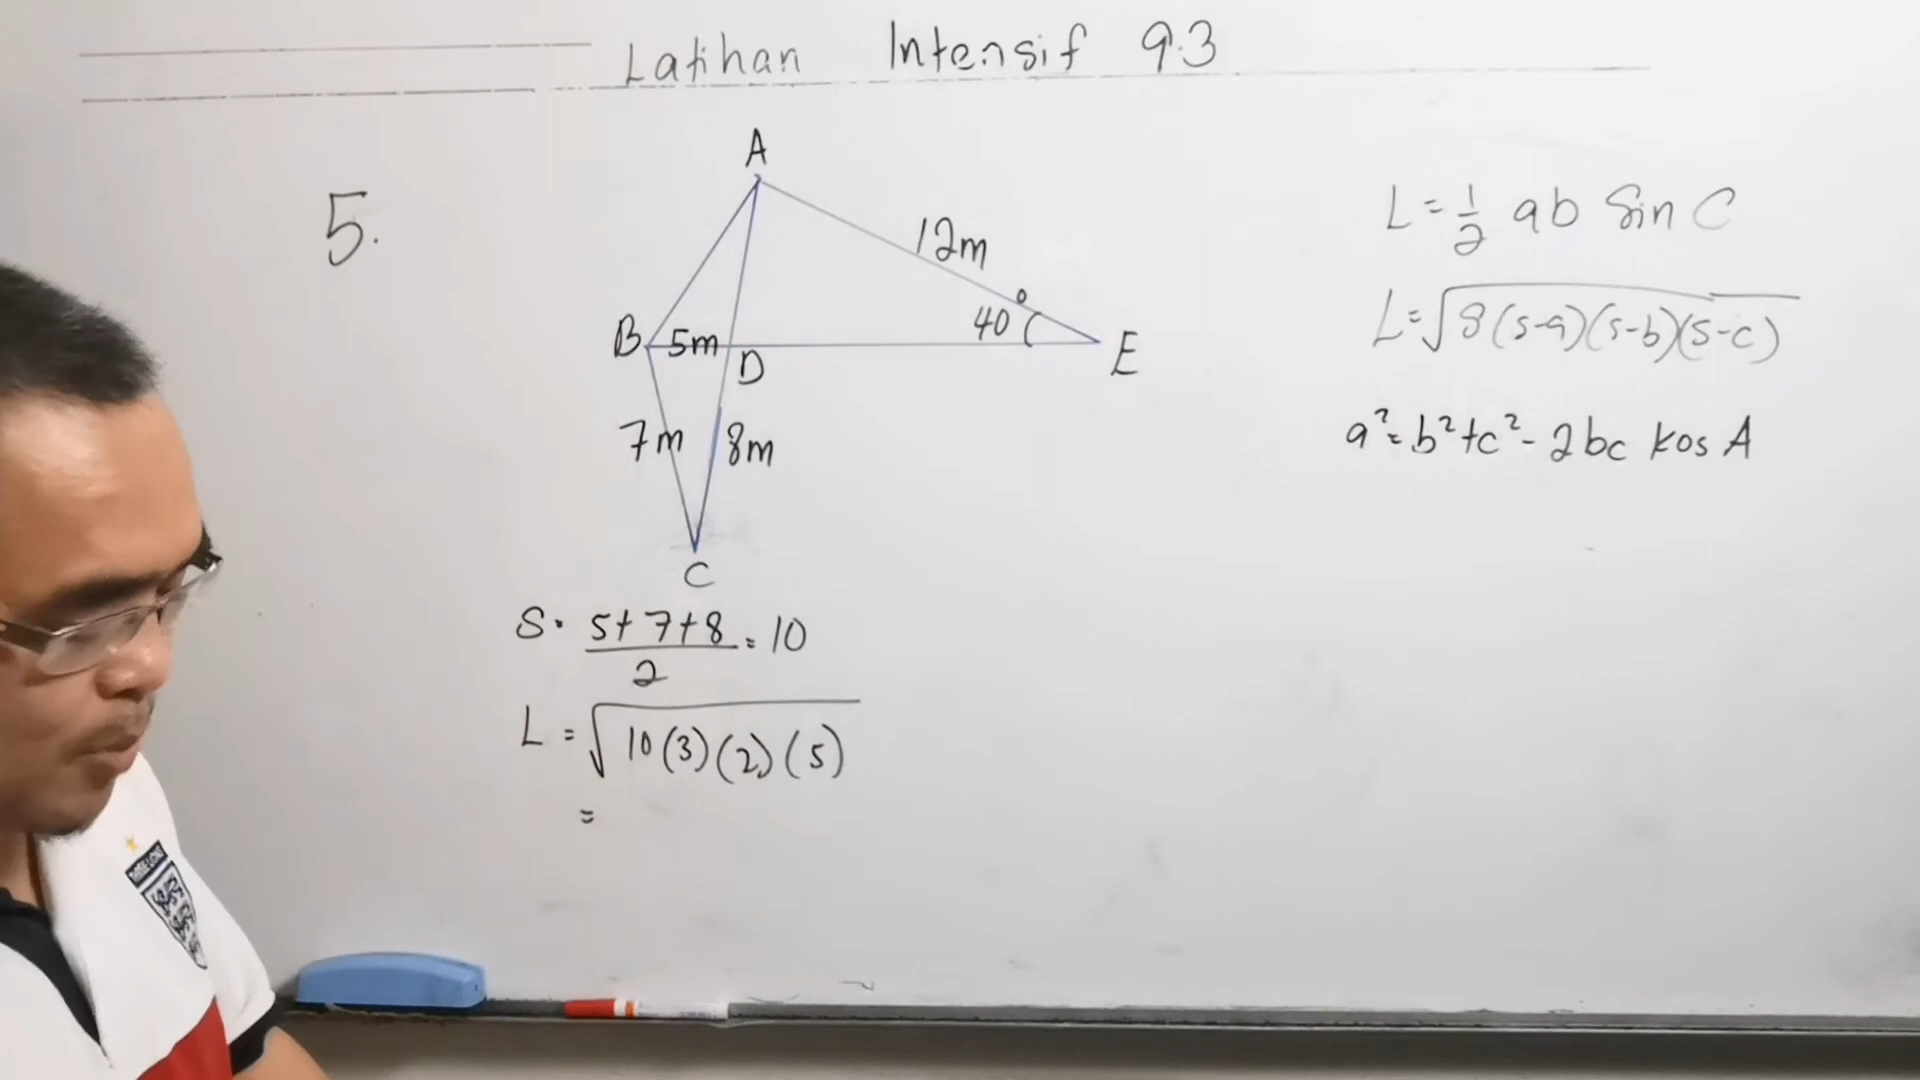 Latihan Intensif 9.3
5.
A
12m
40°
B 5m D E
7m 8m
C
L = 1/2 ab Sin C
L = √8(s-a)(s-b)(s-c)
a² = b² + c² - 2bc kos A
S = 5+7+8/2 = 10
L = √10(3)(2)(5)
=